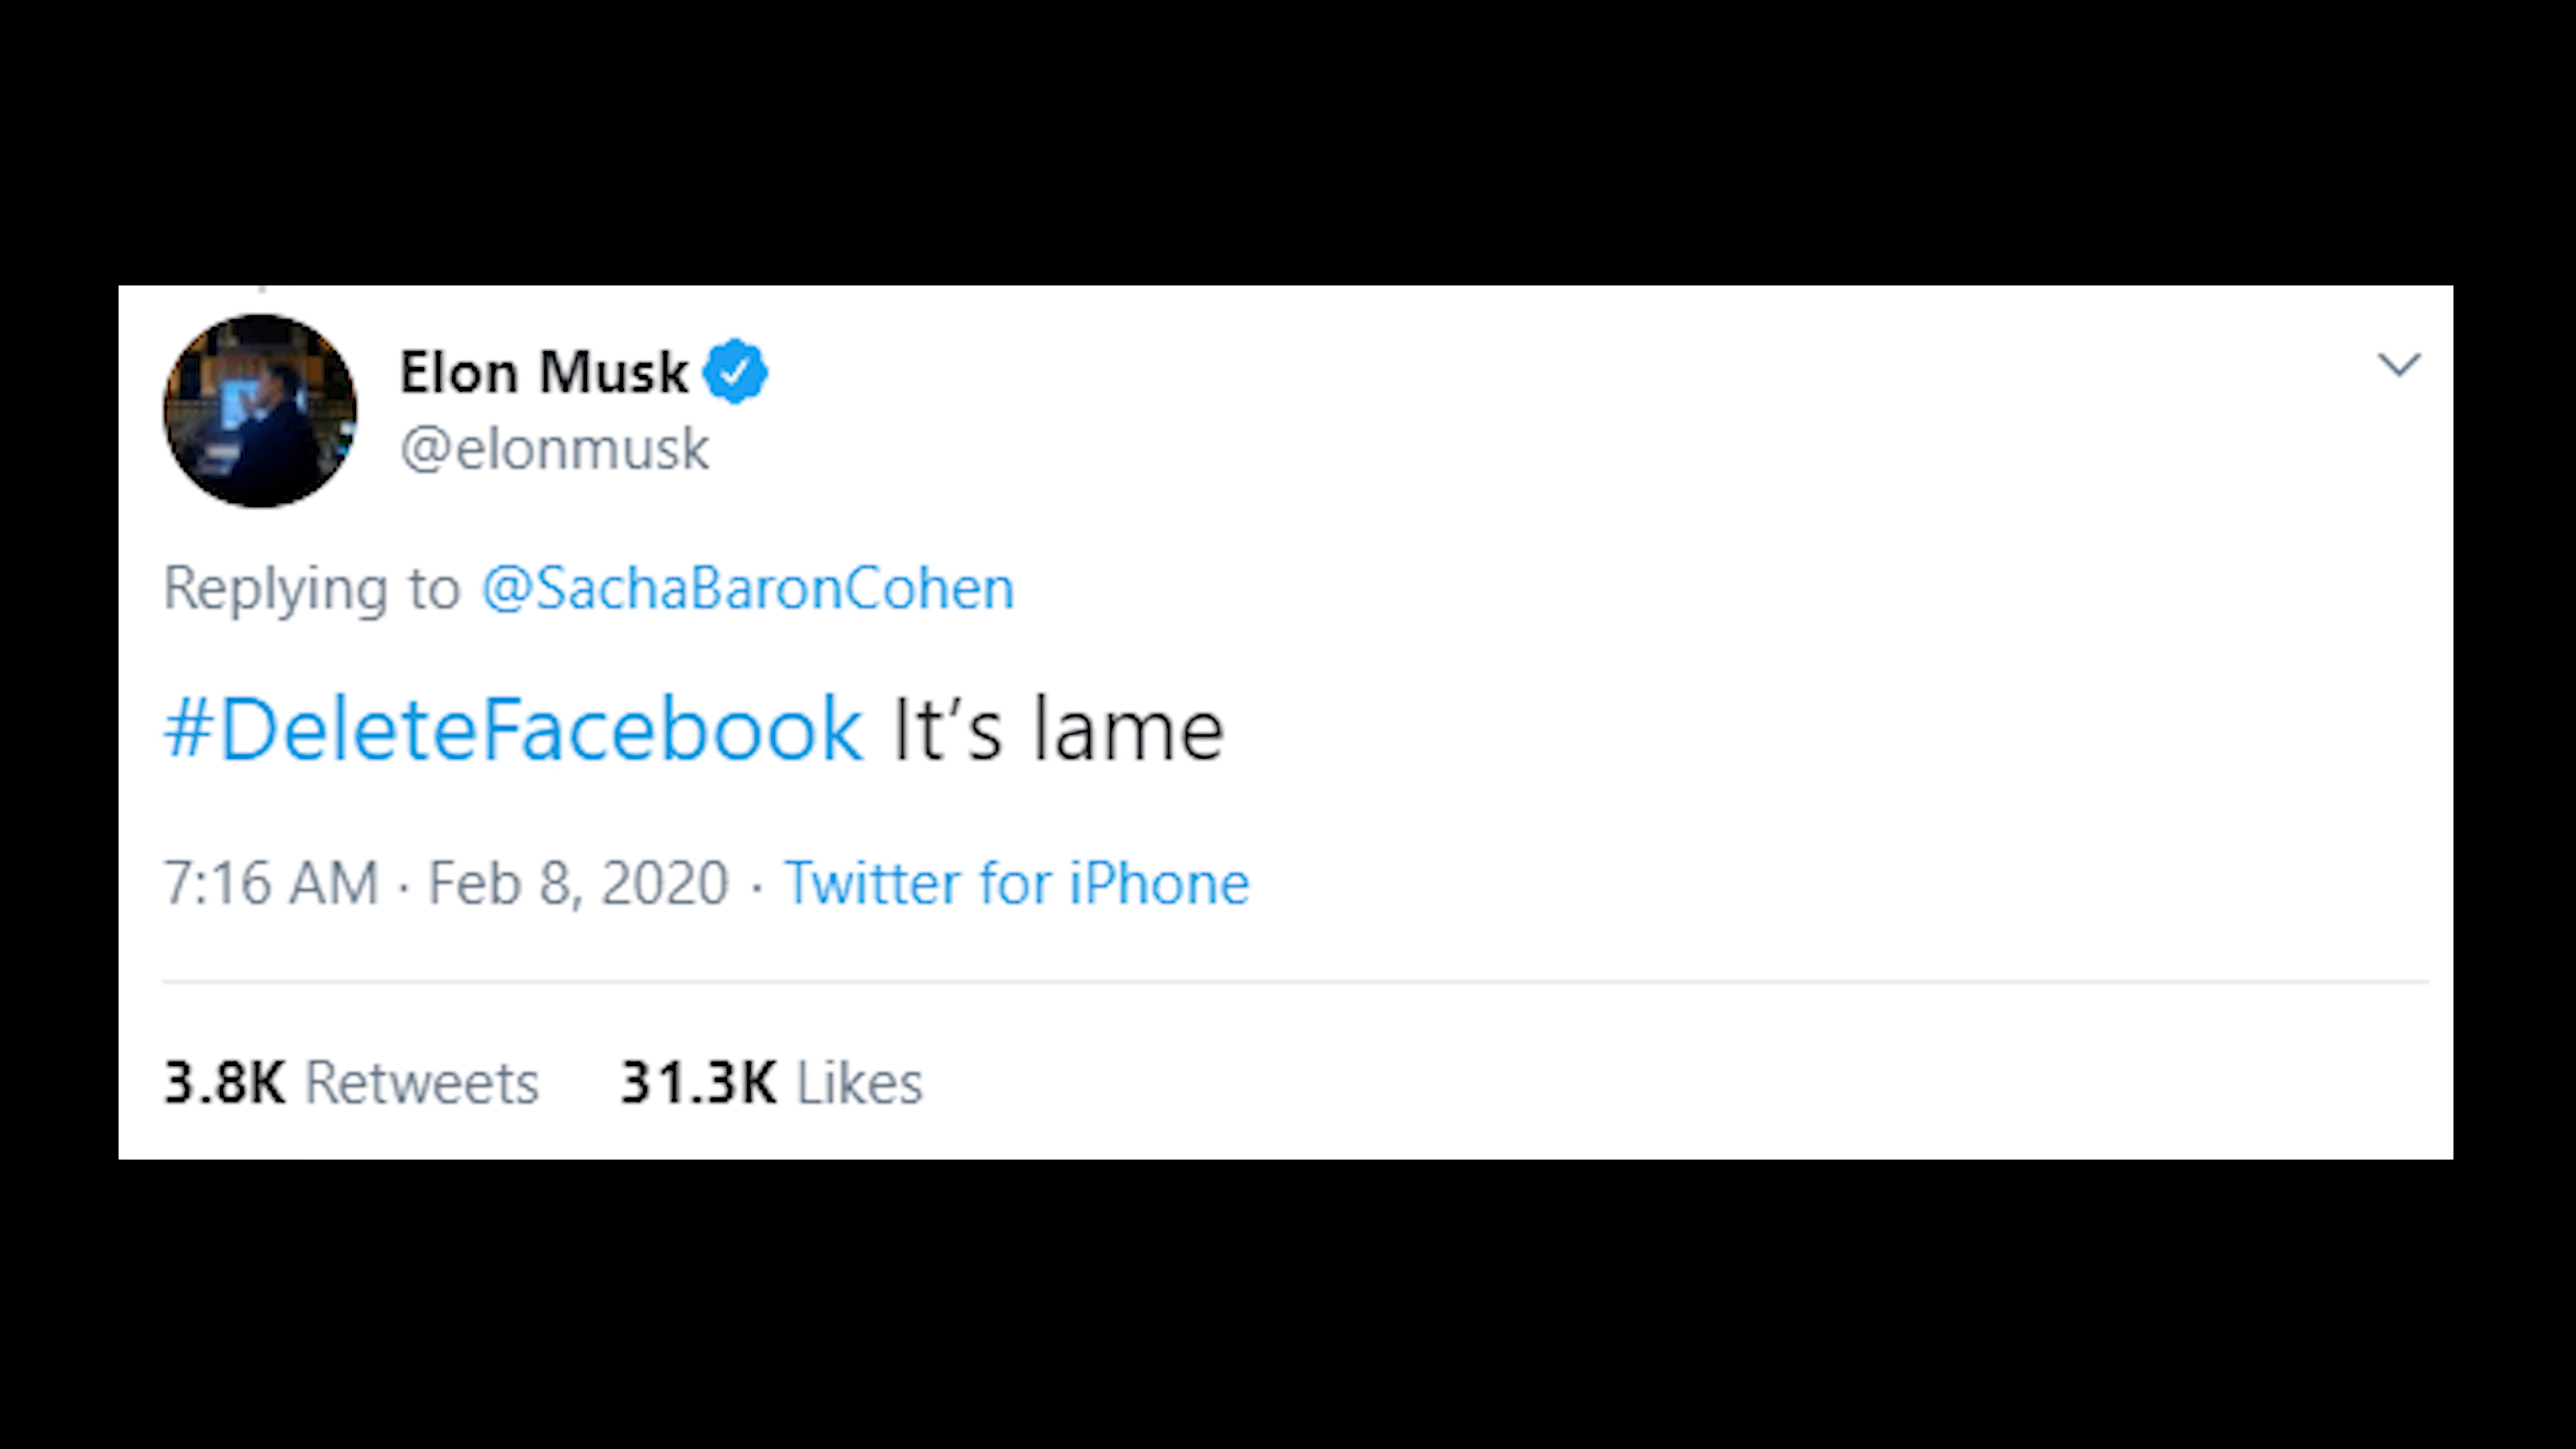 Elon Musk
@elonmusk
Replying to @SachaBaronCohen
#DeleteFacebook It’s lame
7:16 AM · Feb 8, 2020 · Twitter for iPhone
3.8K Retweets 31.3K Likes